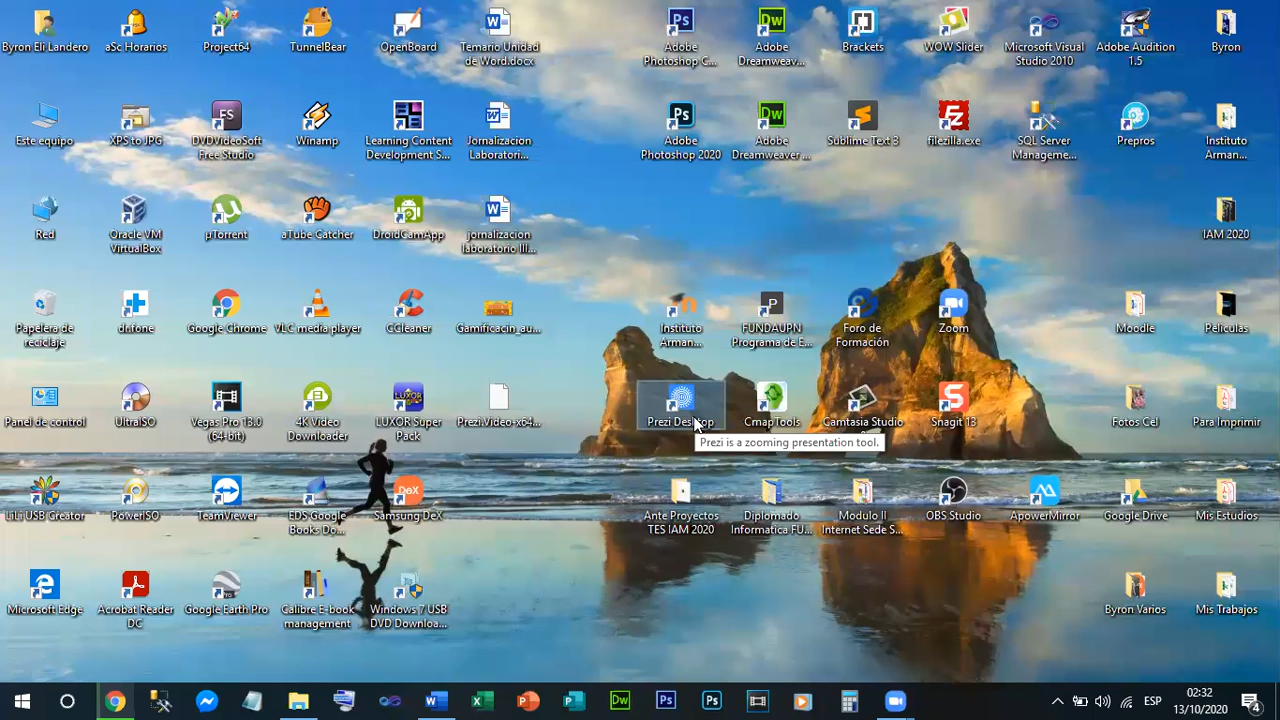 Byron Eli Landero
aSc Horarios
Project64
TunnelBear
OpenBoard
Temario Unidad
de Word.docx
Adobe
Photoshop C...
Adobe
Dreamweav...
Brackets
WOW Slider
Microsoft Visual
Studio 2010
Adobe Audition
1.5
Byron
Este equipo
XPS to JPG
DVDVideoSoft
Free Studio
Winamp
Learning Content
Development S...
Jornalizacion
Laboratori...
Adobe
Photoshop 2020
Adobe
Dreamweaver ...
Sublime Text 3
filezilla.exe
SQL Server
Manageme...
Prepros
Instituto
Arman...
Red
Oracle VM
VirtualBox
µTorrent
aTube Catcher
DroidCamApp
jornalizacion
laboratorio III...
IAM 2020
Papelera de
reciclaje
dr.fone
Google Chrome
VLC media player
CCleaner
Gamificacin_au...
Instituto
Arman...
FUNDAUPN
Programa de E...
Foro de
Formación
Zoom
Moodle
Películas
Panel de control
UltraISO
Vegas Pro 13.0
(64-bit)
4K Video
Downloader
LUXOR Super
Pack
Prezi.Video-x64...
Prezi Desktop
CmapTools
Camtasia Studio
Snagit 13
Fotos Cel
Para Imprimir
Prezi is a zooming presentation tool.
LiLi USB Creator
PowerISO
TeamViewer
EDS Google
Books Do...
Samsung DeX
Ante Proyectos
TES IAM 2020
Diplomado
Informatica FU...
Modulo II
Internet Sede S...
OBS Studio
ApowerMirror
Google Drive
Mis Estudios
Microsoft Edge
Acrobat Reader
DC
Google Earth Pro
Calibre E-book
management
Windows 7 USB
DVD Downloa...
Byron Varios
Mis Trabajos
ESP
02:32
13/10/2020
4